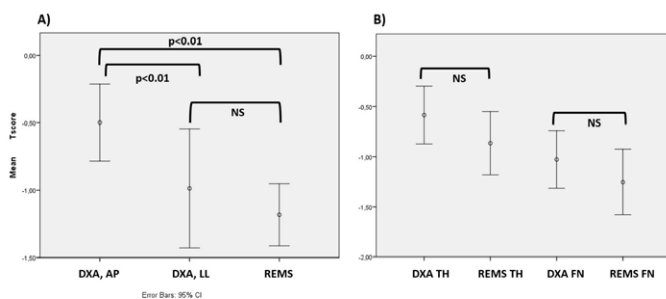 A)
p<0.01
p<0.01
NS
0,00
-0,50
-1,00
-1,50
Mean Tscore
DXA, AP DXA, LL REMS
Error Bars: 95% CI
B)
NS
NS
0,00
-0,50
-1,00
-1,50
-2,00
DXA TH REMS TH DXA FN REMS FN